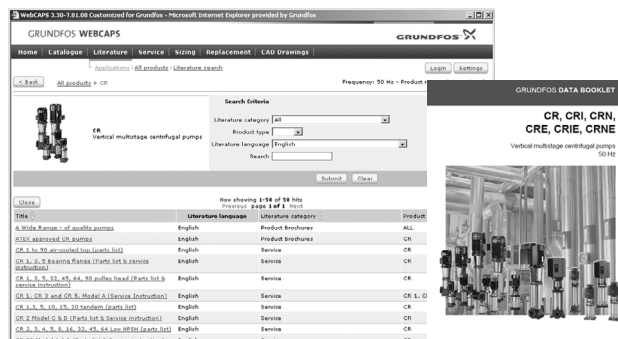 WebCAPS 3.30-7.81.08 Customized for Grundfos - Microsoft Internet Explorer provided by Grundfos
GRUNDFOS WEBCAPS
GRUNDFOS
Home Catalogue Literature Service Sizing Replacement CAD Drawings
Applications All products Literature search
Login Settings
< Back All products CR
Frequency: 50 Hz - Product
Search Criteria
Literature category All
CR
Vertical multistage centrifugal pumps
Product type
Literature language English
Search
Submit Clear
Close
Now showing 1-58 of 58 hits
Previous page 1 of 1 Next
Title Literature language Literature category Product
A Wide Range - of quality pumps English Product Brochures ALL
ATEX approved CR pumps English Product Brochures CR
CR 1 to 90 air-cooled top (parts list) English Service CR
CR 1, 3, 5 bearing flange (Parts list & service instruction) English Service CR
CR 1, 3, 5, 32, 45, 64, 90 pulley head (Parts list & service instruction) English Service CR
CR 1, CR 3 and CR 5, Model A (Service Instruction) English Service CR 1, C
CR 1,3, 5, 10, 15, 20 tandem (parts list) English Service CR
CR 2 Model C & D (Parts list & Service instruction) English Service CR
CR 2, 3, 4, 5, 8, 16, 32, 45, 64 Low NPSH (parts list) English Service CR
GRUNDFOS DATA BOOKLET
CR, CRI, CRN,
CRE, CRIE, CRNE
Vertical multistage centrifugal pumps
50 Hz